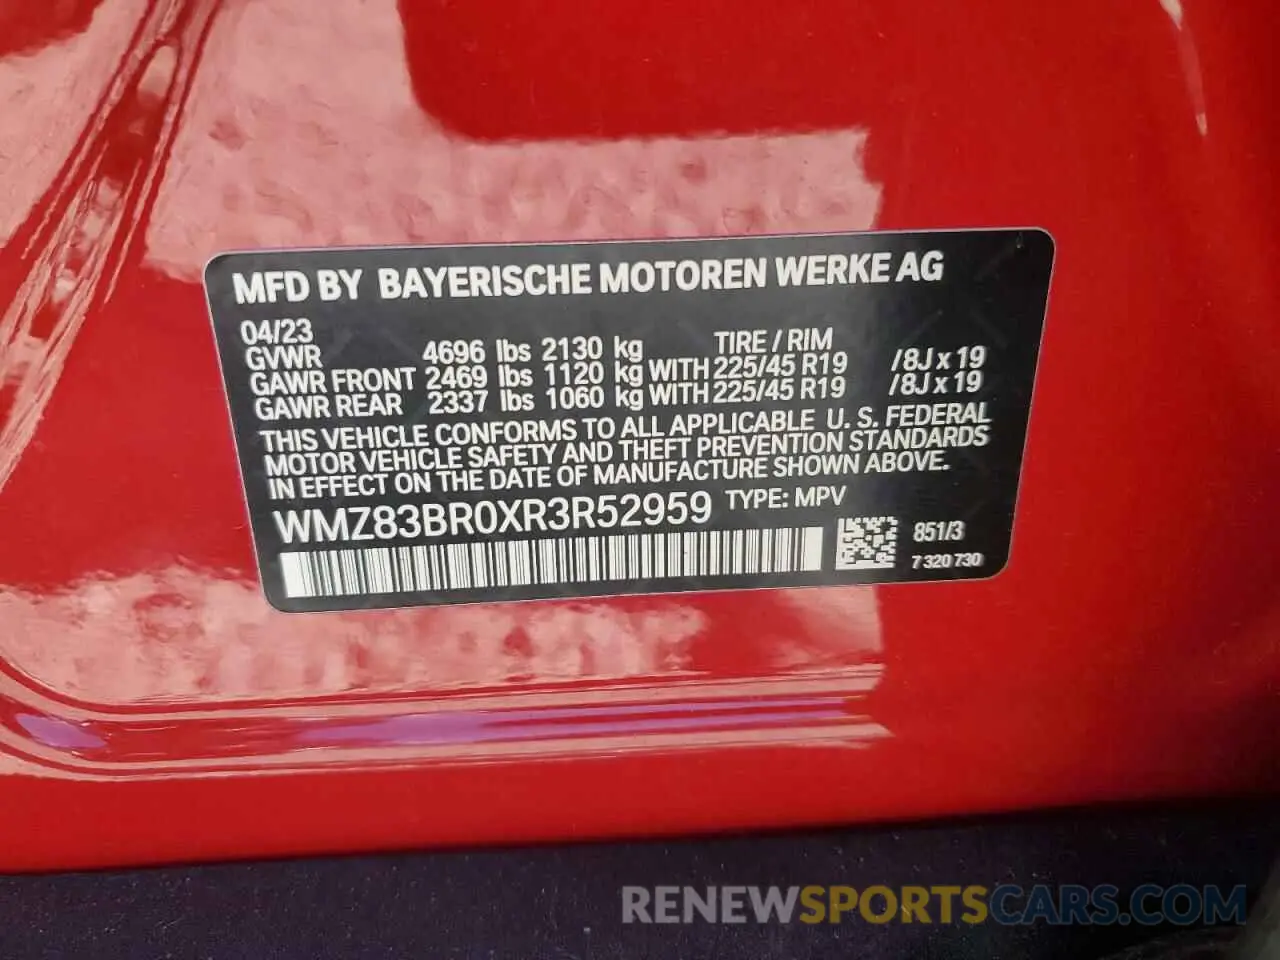 MFD BY BAYERISCHE MOTOREN WERKE AG
04/23 TIRE / RIM
GVWR 4696 lbs 2130 kg
GAWR FRONT 2469 lbs 1120 kg WITH 225/45 R19 /8J x 19
GAWR REAR 2337 lbs 1060 kg WITH 225/45 R19 /8J x 19
THIS VEHICLE CONFORMS TO ALL APPLICABLE U. S. FEDERAL
MOTOR VEHICLE SAFETY AND THEFT PREVENTION STANDARDS
IN EFFECT ON THE DATE OF MANUFACTURE SHOWN ABOVE.
WMZ83BR0XR3R52959 TYPE: MPV
851/3
7 320 730
RENEWSPORTSCARS.COM